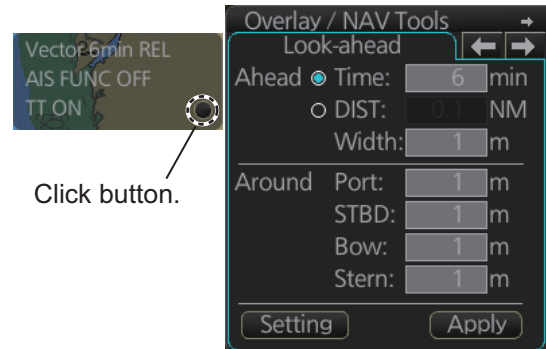 Vector 6min REL
AIS FUNC OFF
TT ON
Click button.
Overlay / NAV Tools
Look-ahead
Ahead Time: 6 min
DIST: 0.1 NM
Width: 1 m
Around Port: 1 m
STBD: 1 m
Bow: 1 m
Stern: 1 m
Setting Apply